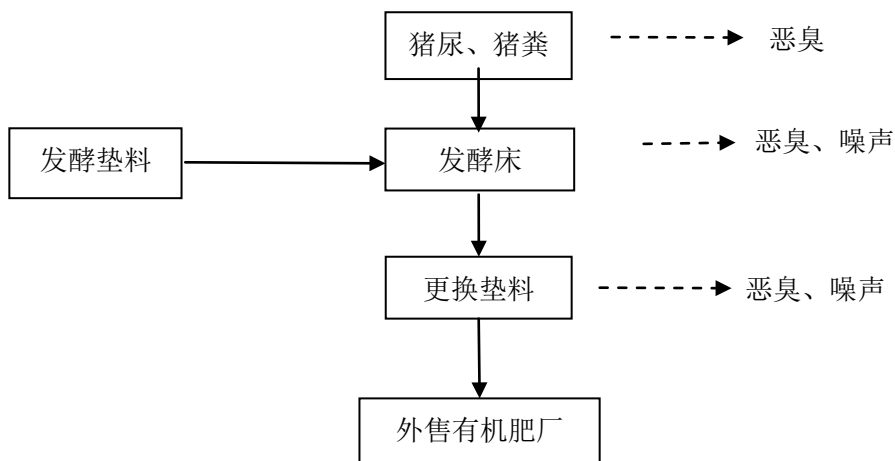 猪尿、猪粪
恶臭
发酵垫料
发酵床
恶臭、噪声
更换垫料
恶臭、噪声
外售有机肥厂